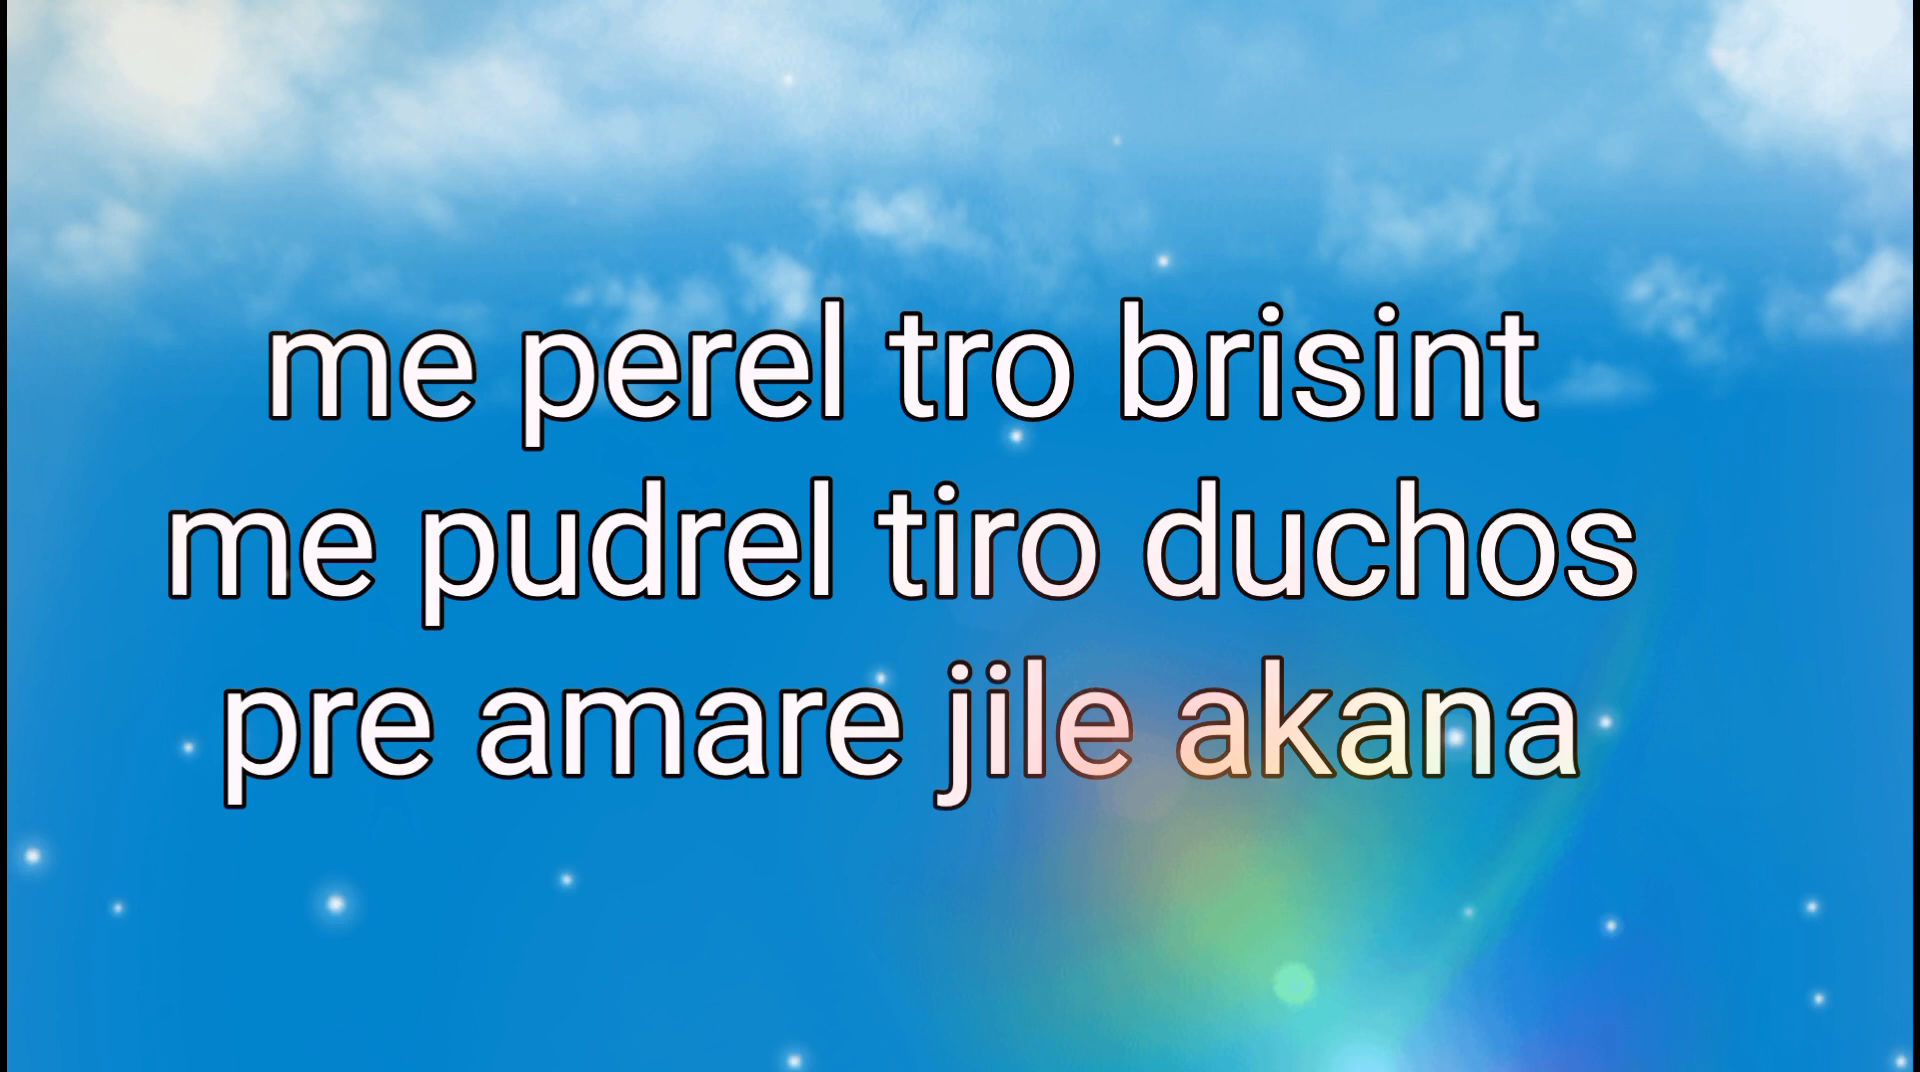 me perel tro brisint
me pudrel tiro duchos
pre amare jile akana